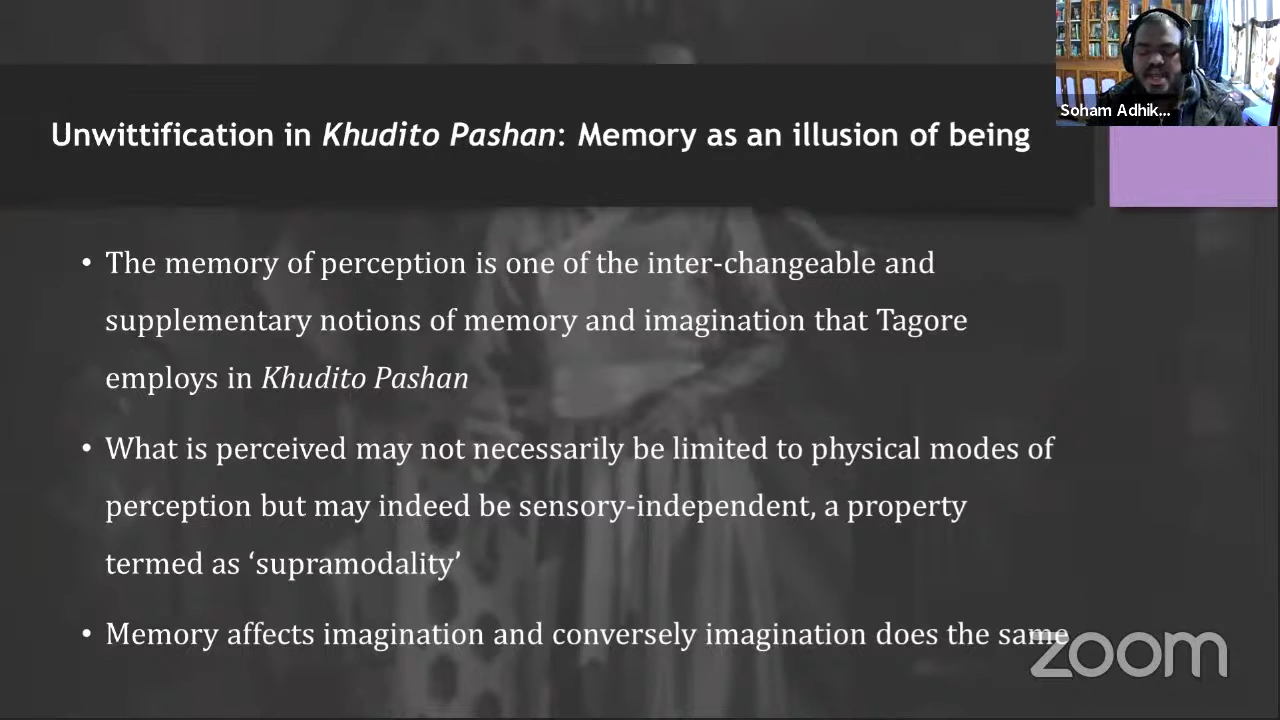 Soham Adhik...
Unwittification in Khudito Pashan: Memory as an illusion of being
• The memory of perception is one of the inter-changeable and
supplementary notions of memory and imagination that Tagore
employs in Khudito Pashan
• What is perceived may not necessarily be limited to physical modes of
perception but may indeed be sensory-independent, a property
termed as ‘supramodality’
• Memory affects imagination and conversely imagination does the same
zoom